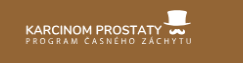 KARCINOM PROSTATY
PROGRAM ČASNÉHO ZÁCHYTU